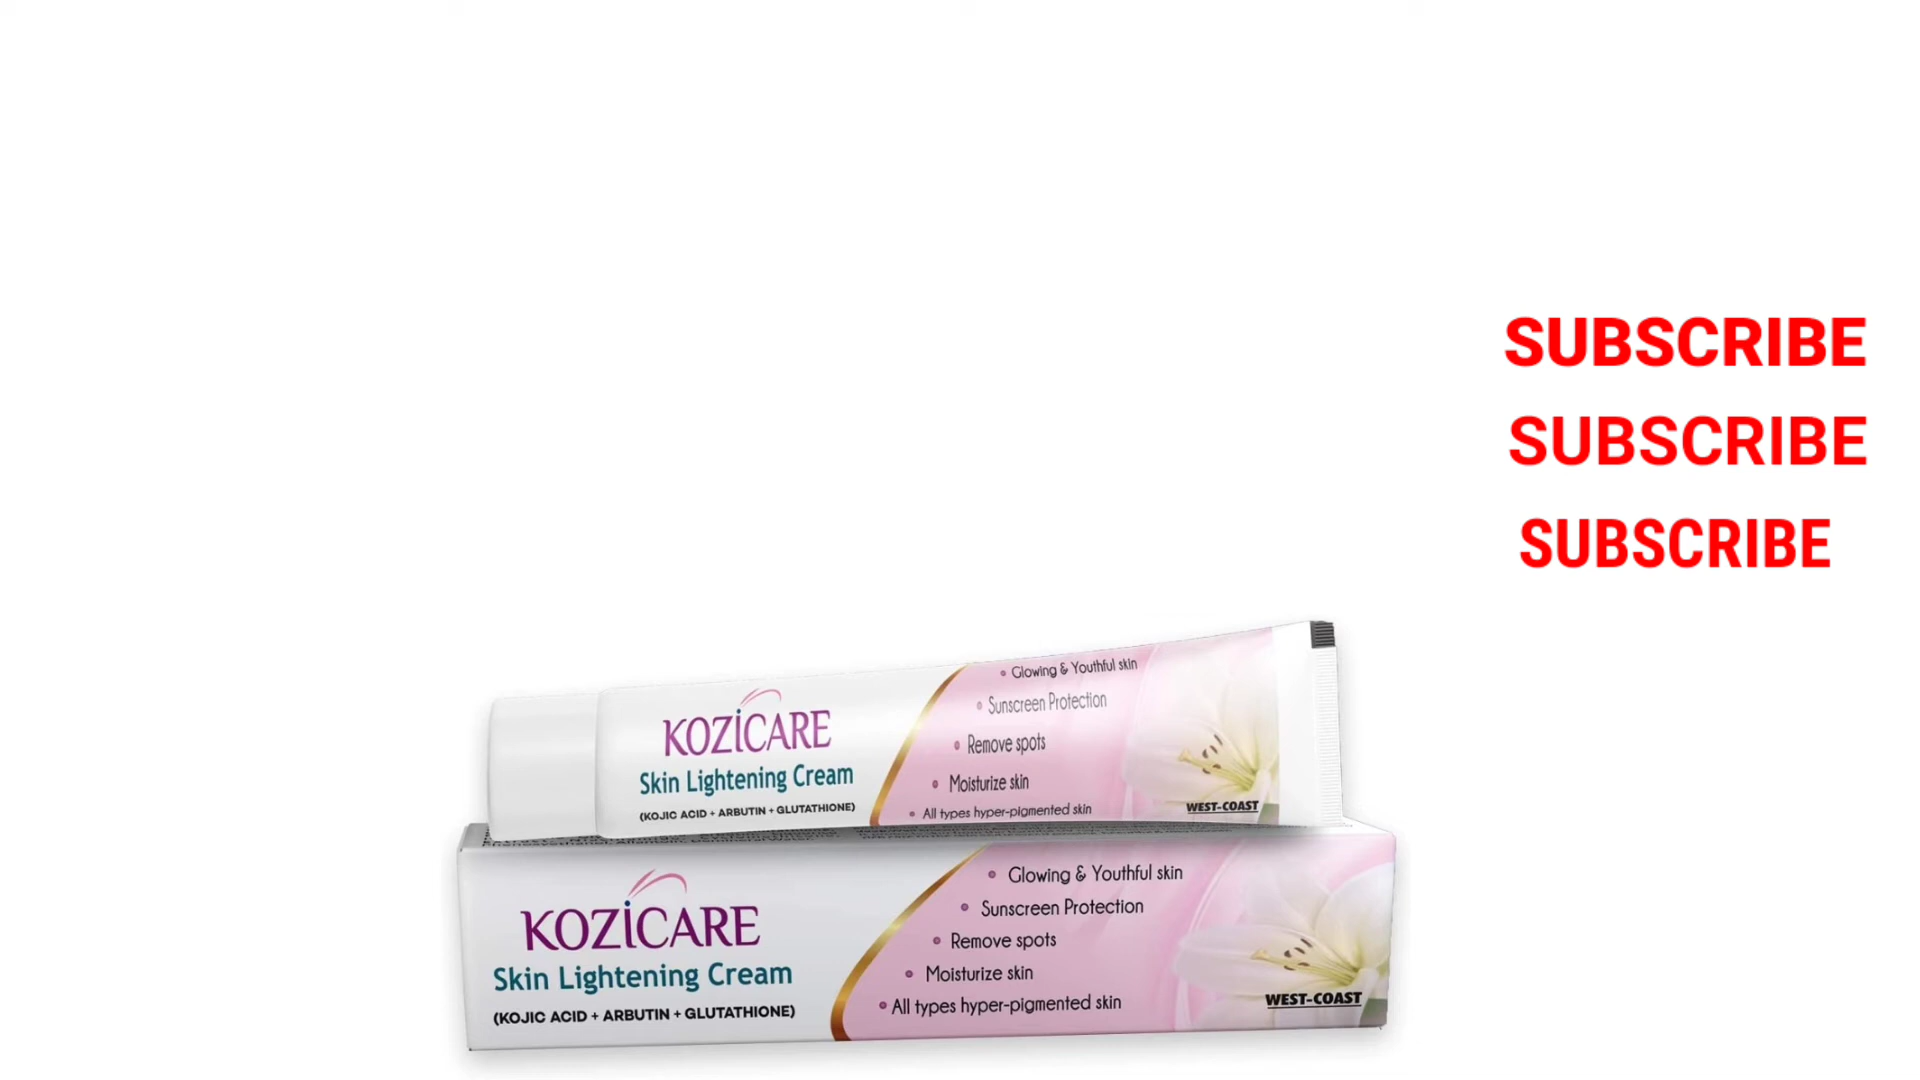 SUBSCRIBE
SUBSCRIBE
SUBSCRIBE
KOZiCARE
Skin Lightening Cream
(KOJIC ACID + ARBUTIN + GLUTATHIONE)
• Glowing & Youthful skin
• Sunscreen Protection
• Remove spots
• Moisturize skin
• All types hyper-pigmented skin
WEST-COAST
KOZiCARE
Skin Lightening Cream
(KOJIC ACID + ARBUTIN + GLUTATHIONE)
• Glowing & Youthful skin
• Sunscreen Protection
• Remove spots
• Moisturize skin
• All types hyper-pigmented skin
WEST-COAST